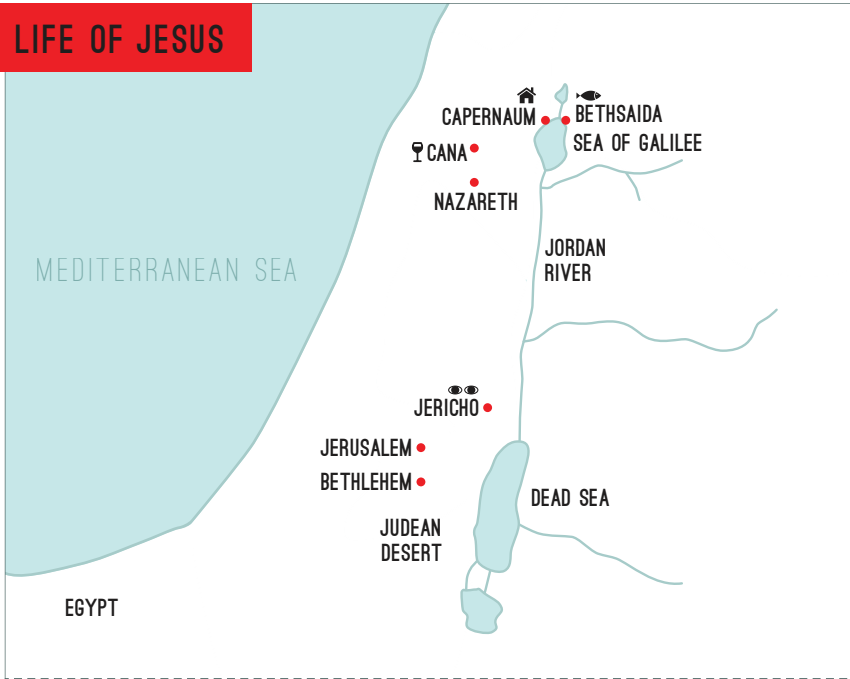 LIFE OF JESUS
CAPERNAUM
BETHSAIDA
SEA OF GALILEE
CANA
NAZARETH
MEDITERRANEAN SEA
JORDAN
RIVER
JERICHO
JERUSALEM
BETHLEHEM
DEAD SEA
JUDEAN
DESERT
EGYPT